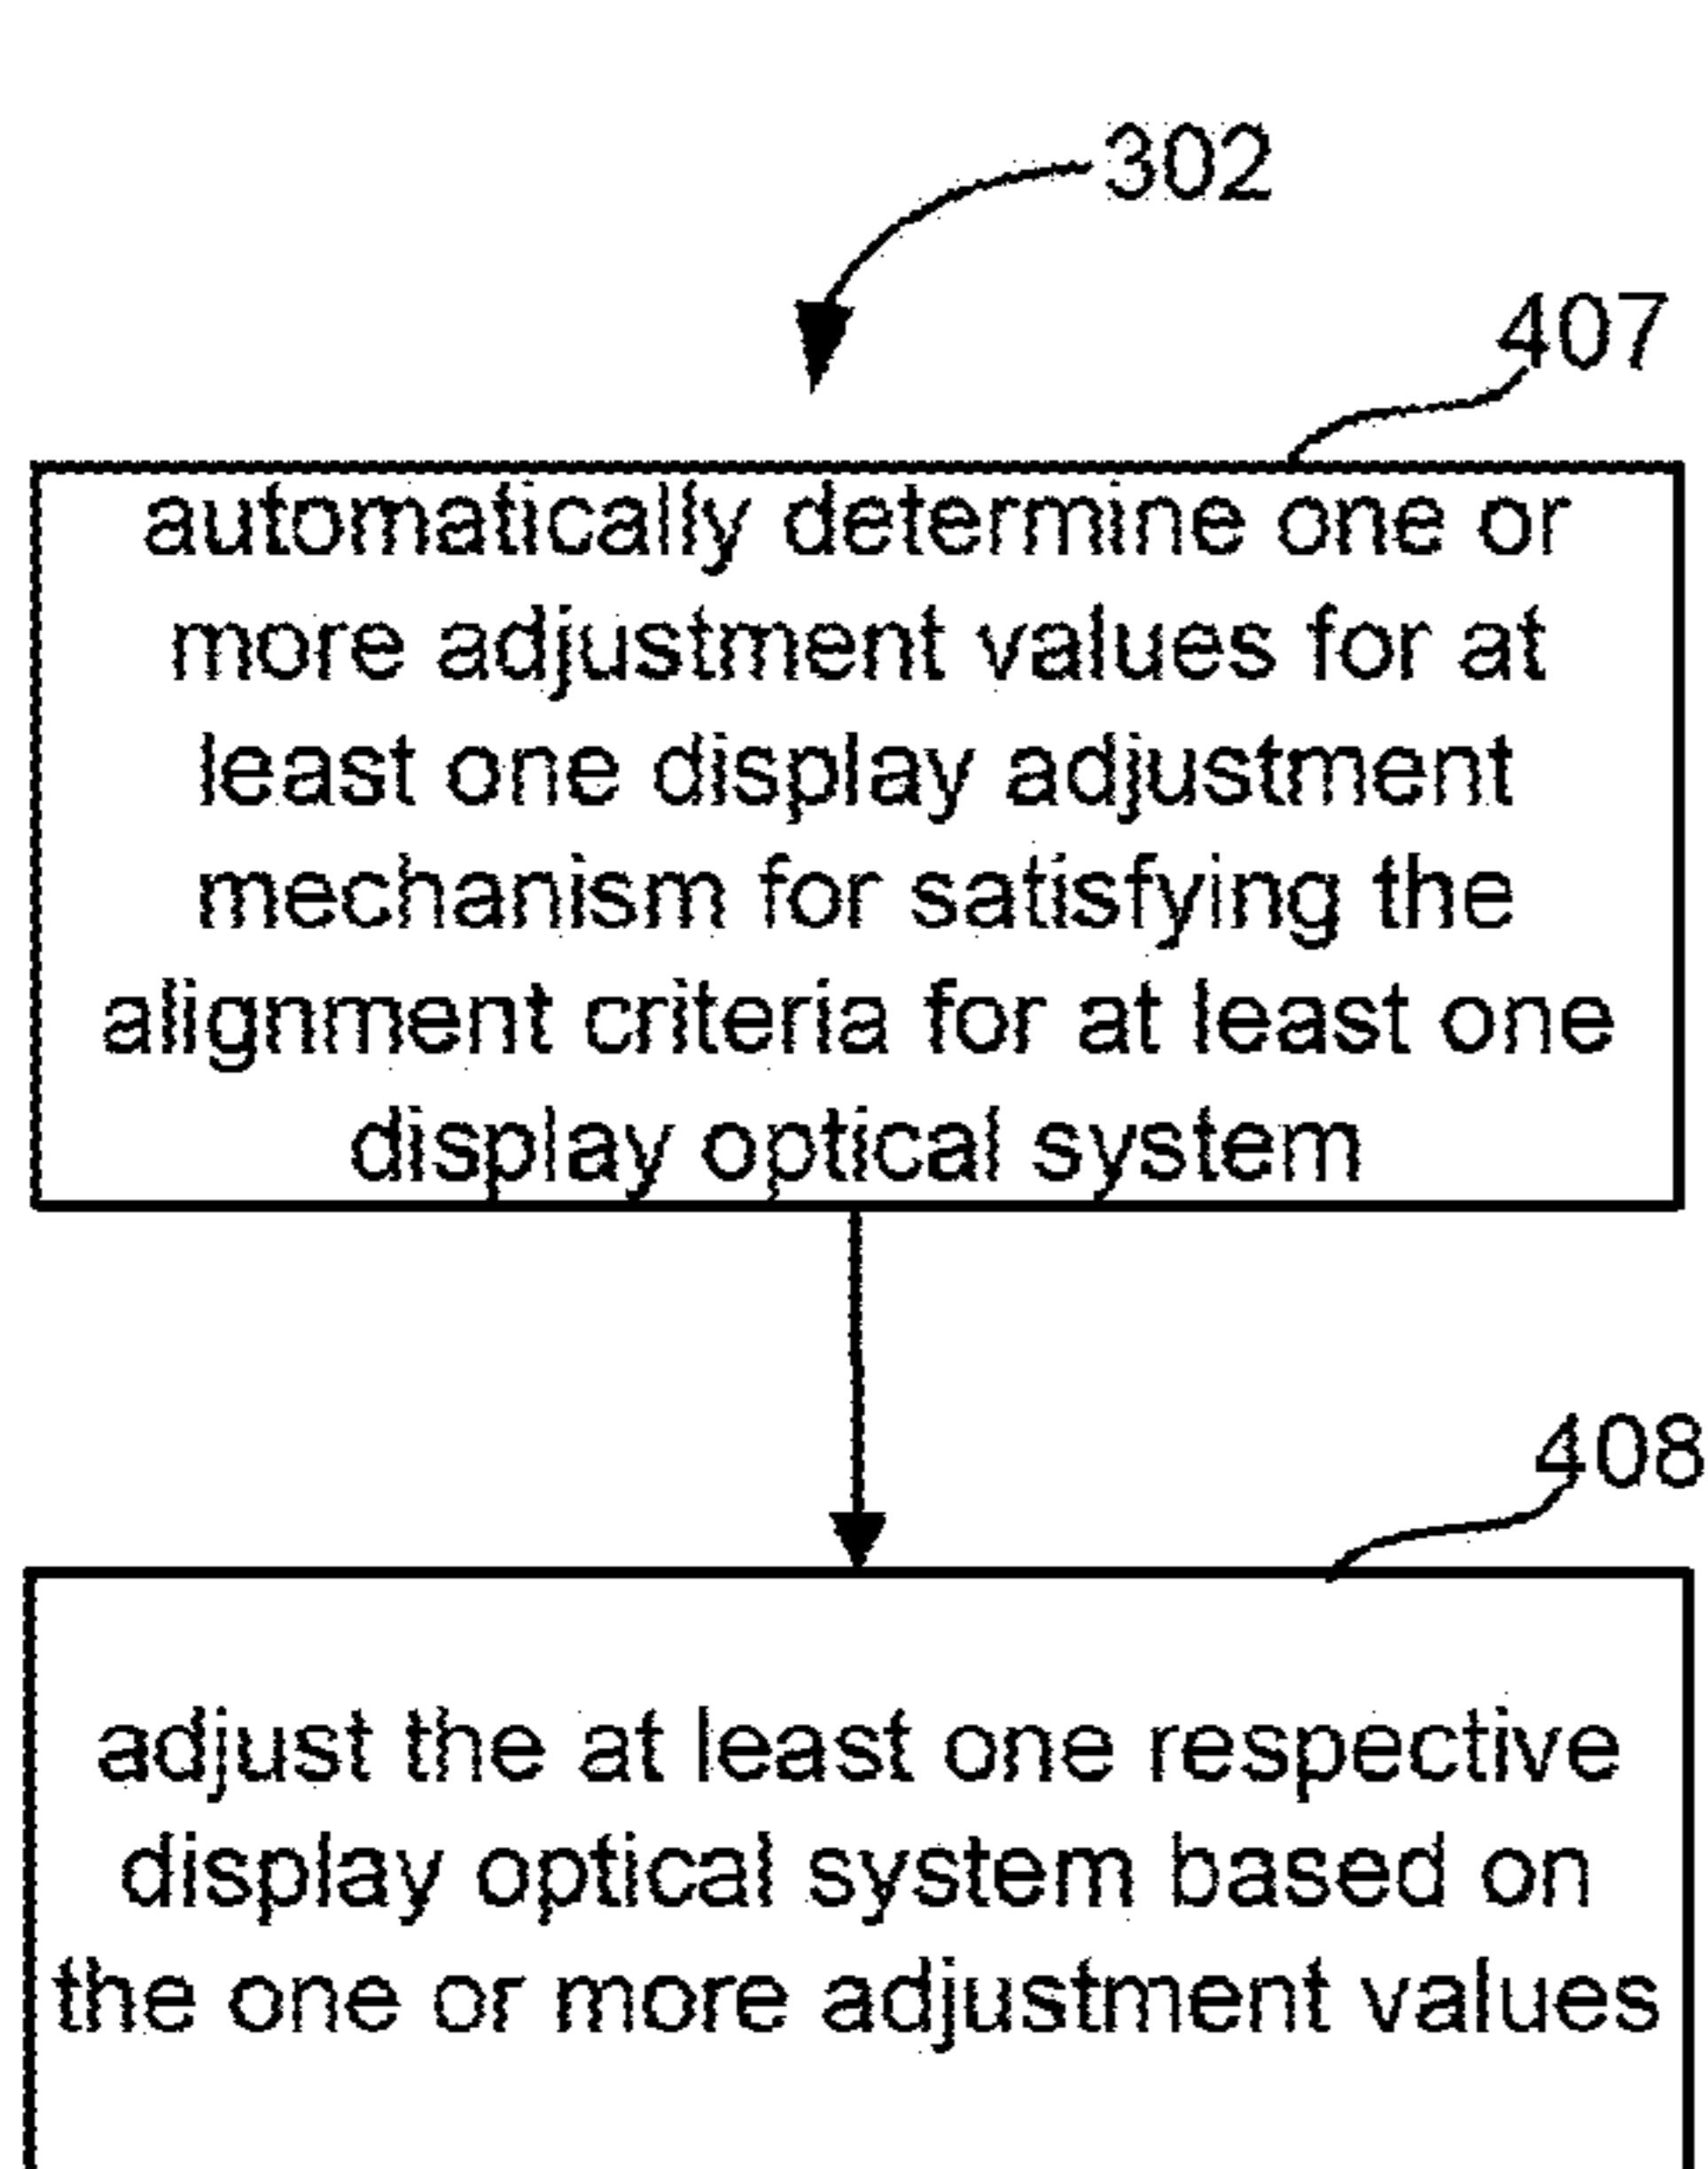 302
407
automatically determine one or
more adjustment values for at
least one display adjustment
mechanism for satisfying the
alignment criteria for at least one
display optical system
408
adjust the at least one respective
display optical system based on
the one or more adjustment values